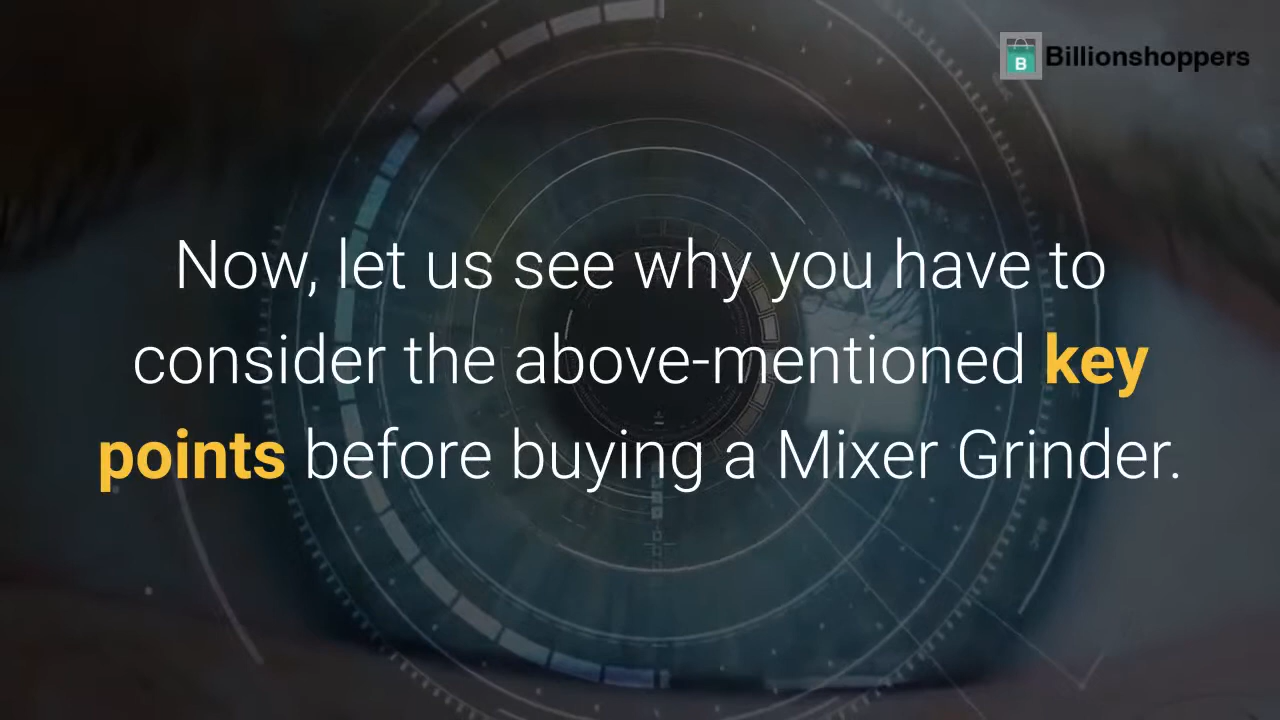 B Billionshoppers
Now, let us see why you have to
consider the above-mentioned key
points before buying a Mixer Grinder.